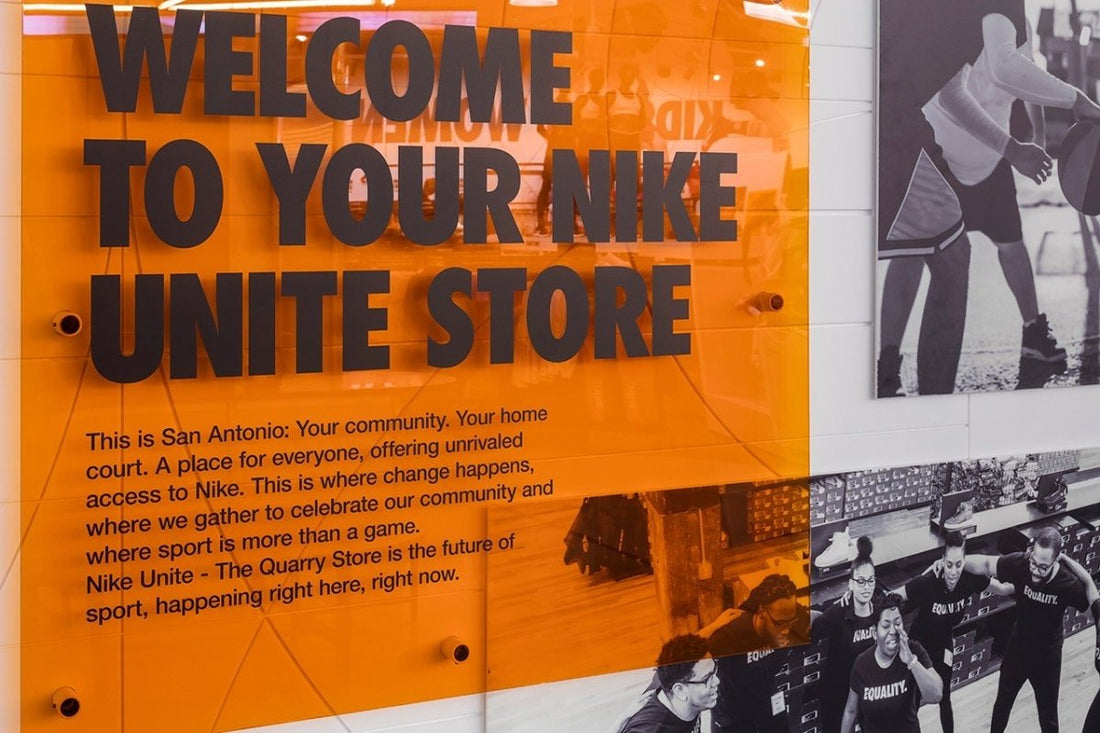 WELCOME
TO YOUR NIKE
UNITE STORE
This is San Antonio: Your community. Your home
court. A place for everyone, offering unrivaled
access to Nike. This is where change happens,
where we gather to celebrate our community and
where sport is more than a game.
Nike Unite - The Quarry Store is the future of
sport, happening right here, right now.
WOMEN
KIDS
EQUALITY.
EQUALITY.
EQUALITY.